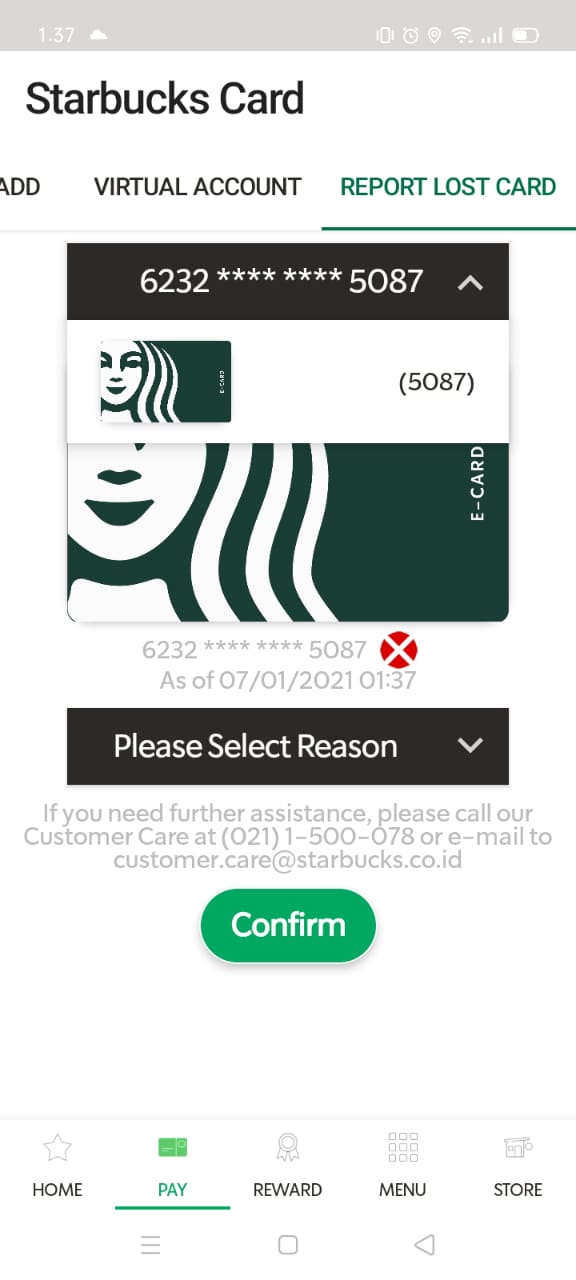 1.37
Starbucks Card
ADD VIRTUAL ACCOUNT REPORT LOST CARD
6232 **** **** 5087
E-CARD
(5087)
E-CARD
6232 **** **** 5087
As of 07/01/2021 01:37
Please Select Reason
If you need further assistance, please call our
Customer Care at (021) 1-500-078 or e-mail to
customer.care@starbucks.co.id
Confirm
HOME PAY REWARD MENU STORE